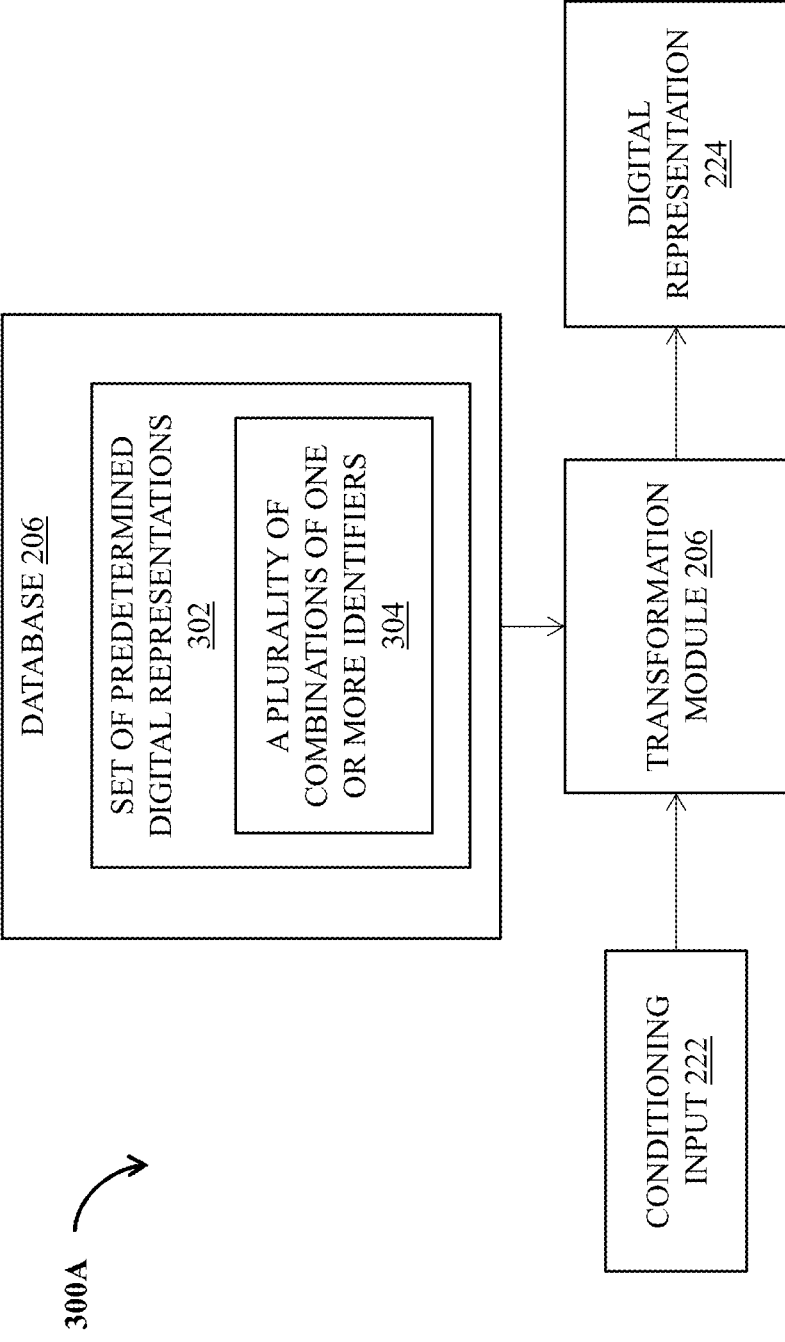 300A
DATABASE 206
SET OF PREDETERMINED
DIGITAL REPRESENTATIONS
302
A PLURALITY OF
COMBINATIONS OF ONE
OR MORE IDENTIFIERS
304
CONDITIONING
INPUT 222
TRANSFORMATION
MODULE 206
DIGITAL
REPRESENTATION
224